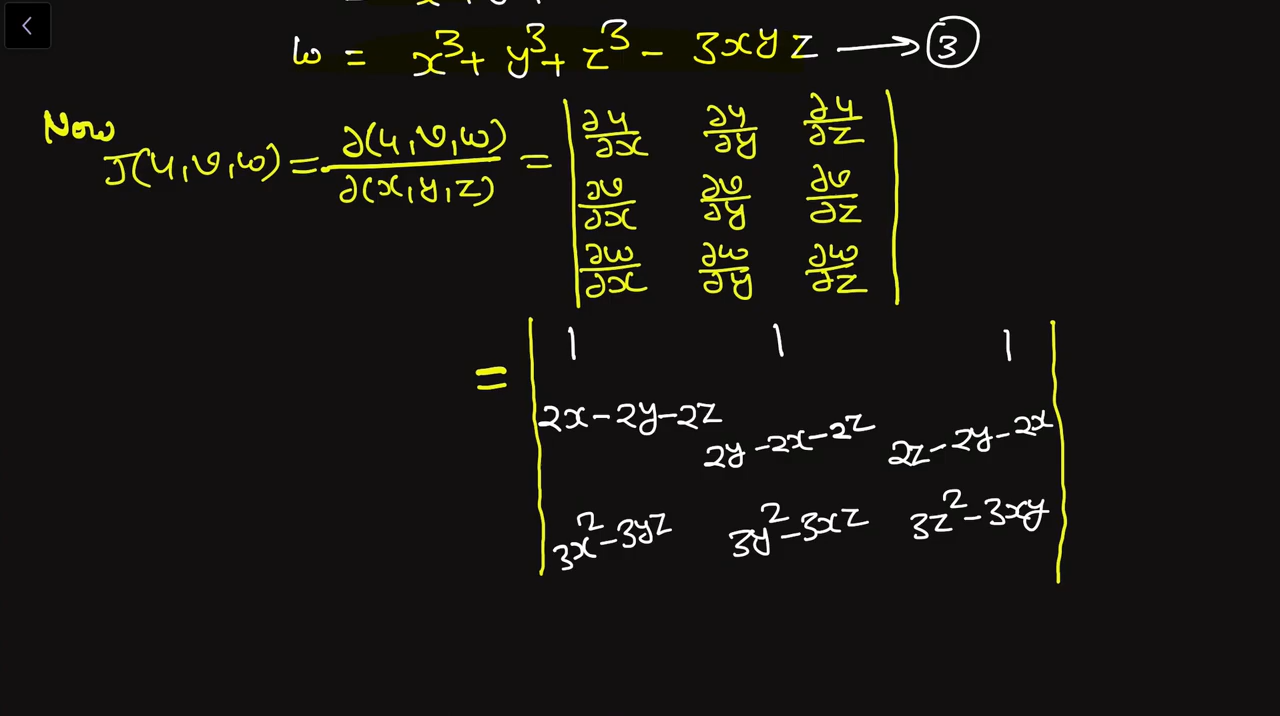 w = x³ + y³ + z³ - 3xyz → ③
Now
J(u,v,w) = ∂(u,v,w)/∂(x,y,z) = | ∂u/∂x ∂u/∂y ∂u/∂z |
| ∂v/∂x ∂v/∂y ∂v/∂z |
| ∂w/∂x ∂w/∂y ∂w/∂z |
= | 1 1 1 |
| 2x-2y-2z 2y-2x-2z 2z-2y-2x |
| 3x²-3yz 3y²-3xz 3z²-3xy |